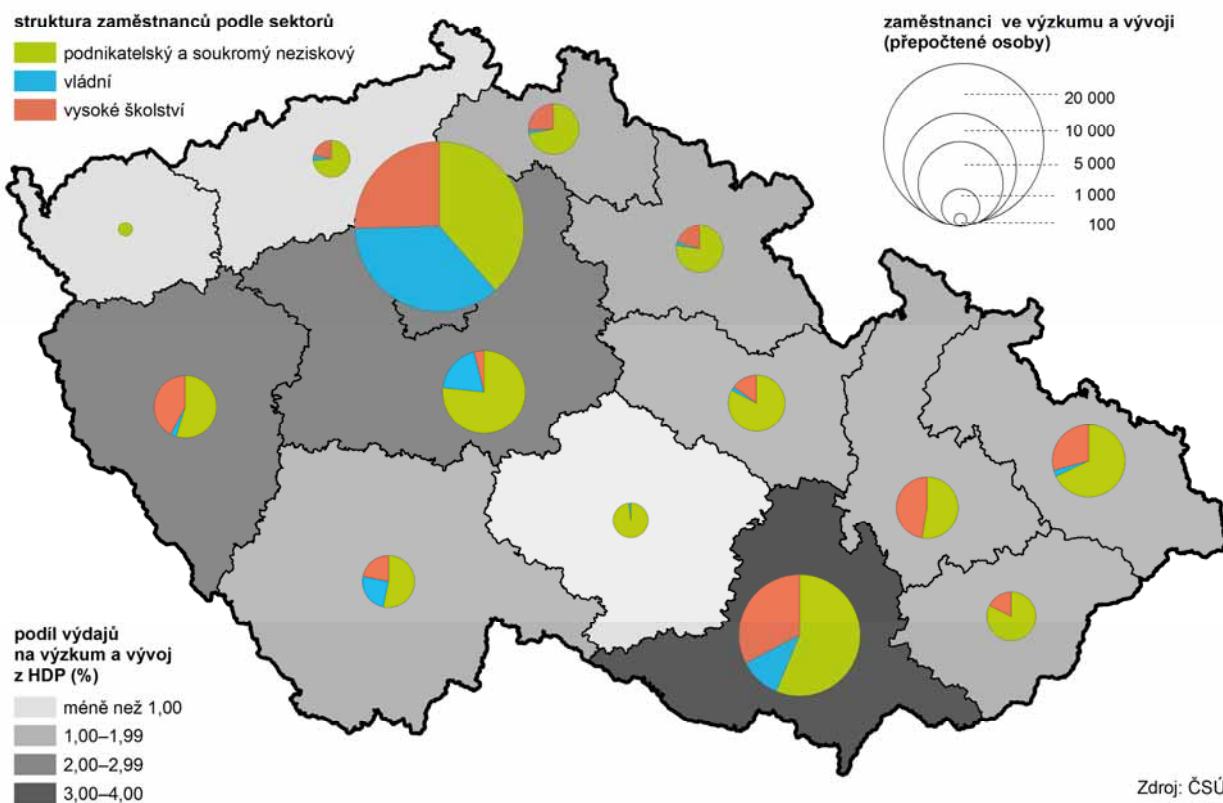 struktura zaměstnanců podle sektorů
podnikatelský a soukromý neziskový
vládní
vysoké školství
zaměstnanci ve výzkumu a vývoji
(přepočtené osoby)
20 000
10 000
5 000
1 000
100
podíl výdajů
na výzkum a vývoj
z HDP (%)
méně než 1,00
1,00–1,99
2,00–2,99
3,00–4,00
Zdroj: ČSÚ